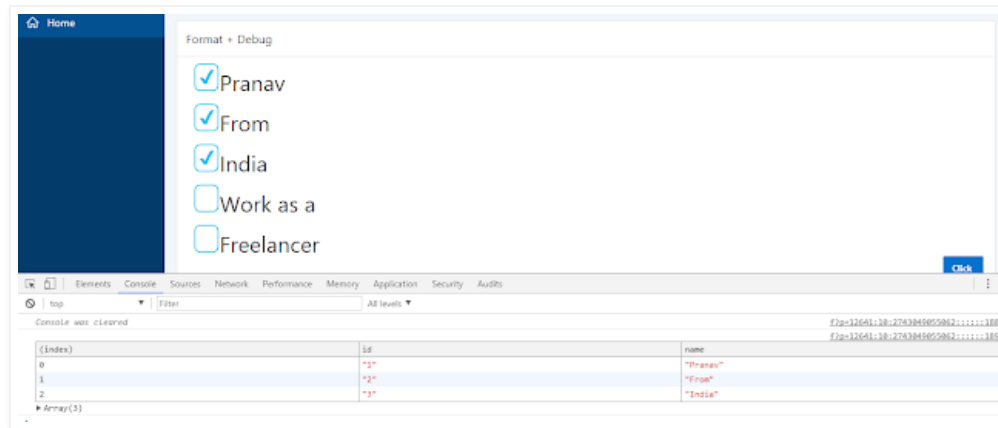 Home
Format + Debug
Pranav
From
India
Work as a
Freelancer
Click
Elements Console Sources Network Performance Memory Application Security Audits
top Filter All levels
Console was cleared
(index) id name
0 "1" "Pranav"
1 "2" "From"
2 "3" "India"
Array(3)